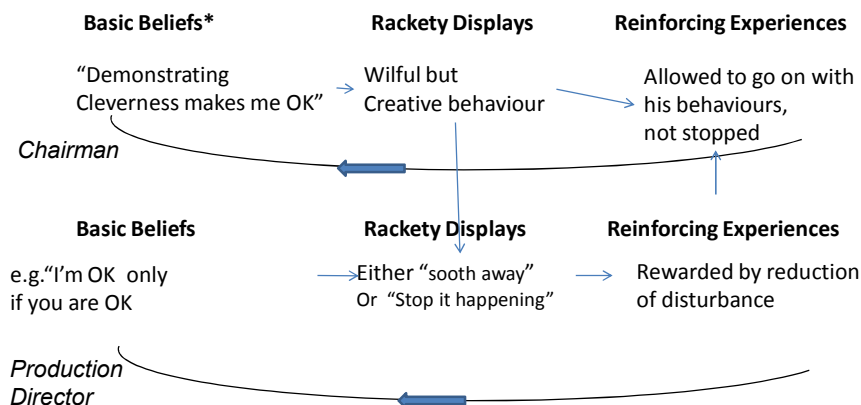 Basic Beliefs* Rackety Displays Reinforcing Experiences
“Demonstrating
Cleverness makes me OK”
Wilful but
Creative behaviour
Allowed to go on with
his behaviours,
not stopped
Chairman
Basic Beliefs Rackety Displays Reinforcing Experiences
e.g.“I’m OK only
if you are OK
Either “sooth away”
Or “Stop it happening”
Rewarded by reduction
of disturbance
Production
Director